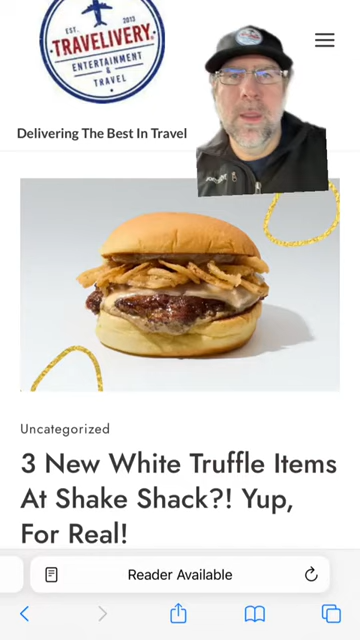 EST. 2013
TRAVELIVERY
ENTERTAINMENT
&
TRAVEL
Delivering The Best In Travel
Uncategorized
3 New White Truffle Items
At Shake Shack?! Yup,
For Real!
Reader Available